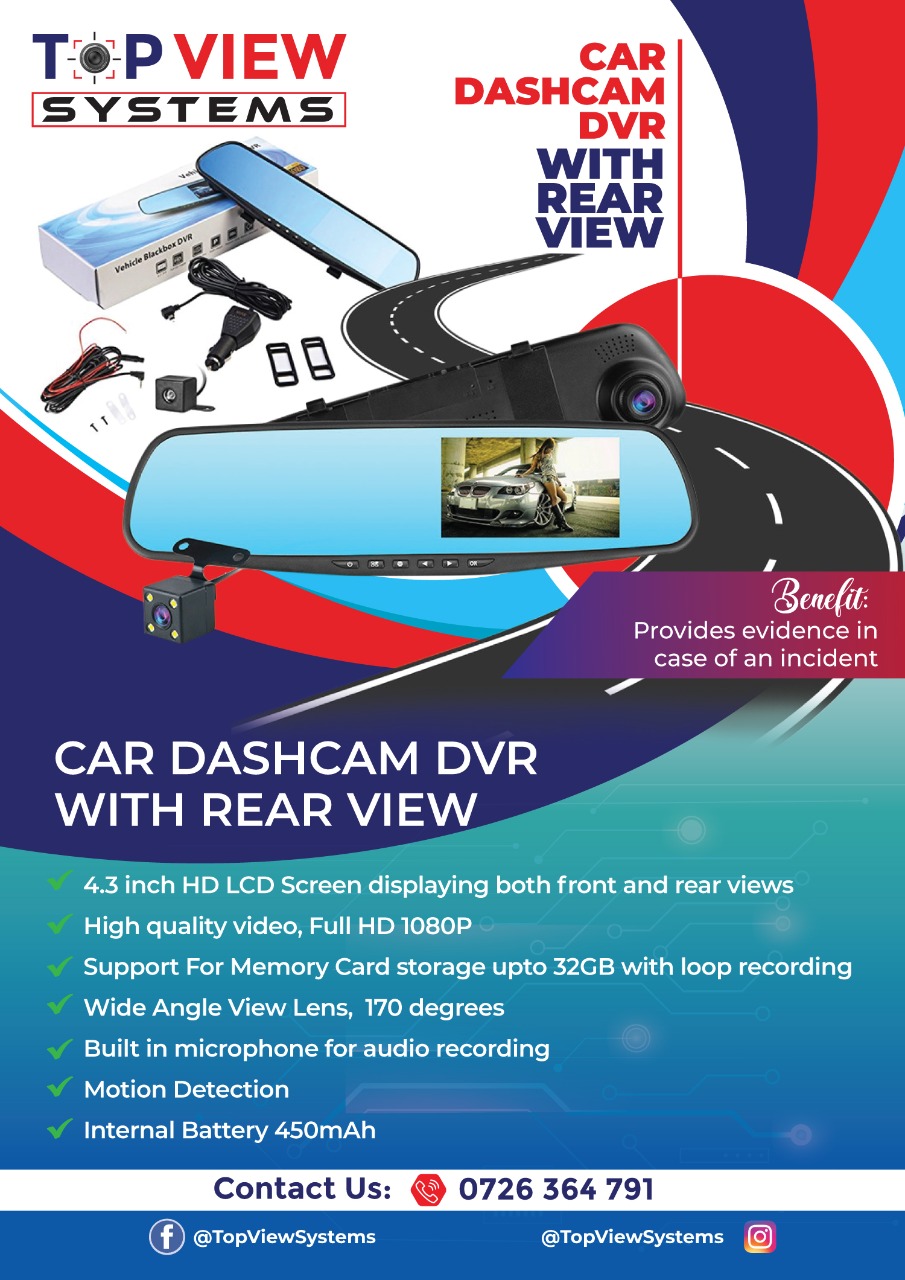 TOP VIEW
SYSTEMS
CAR
DASHCAM
DVR
WITH
REAR
VIEW
Vehicle Blackbox DVR
OK
Benefit:
Provides evidence in
case of an incident
CAR DASHCAM DVR
WITH REAR VIEW
4.3 inch HD LCD Screen displaying both front and rear views
High quality video, Full HD 1080P
Support For Memory Card storage upto 32GB with loop recording
Wide Angle View Lens, 170 degrees
Built in microphone for audio recording
Motion Detection
Internal Battery 450mAh
Contact Us: 0726 364 791
@TopViewSystems @TopViewSystems